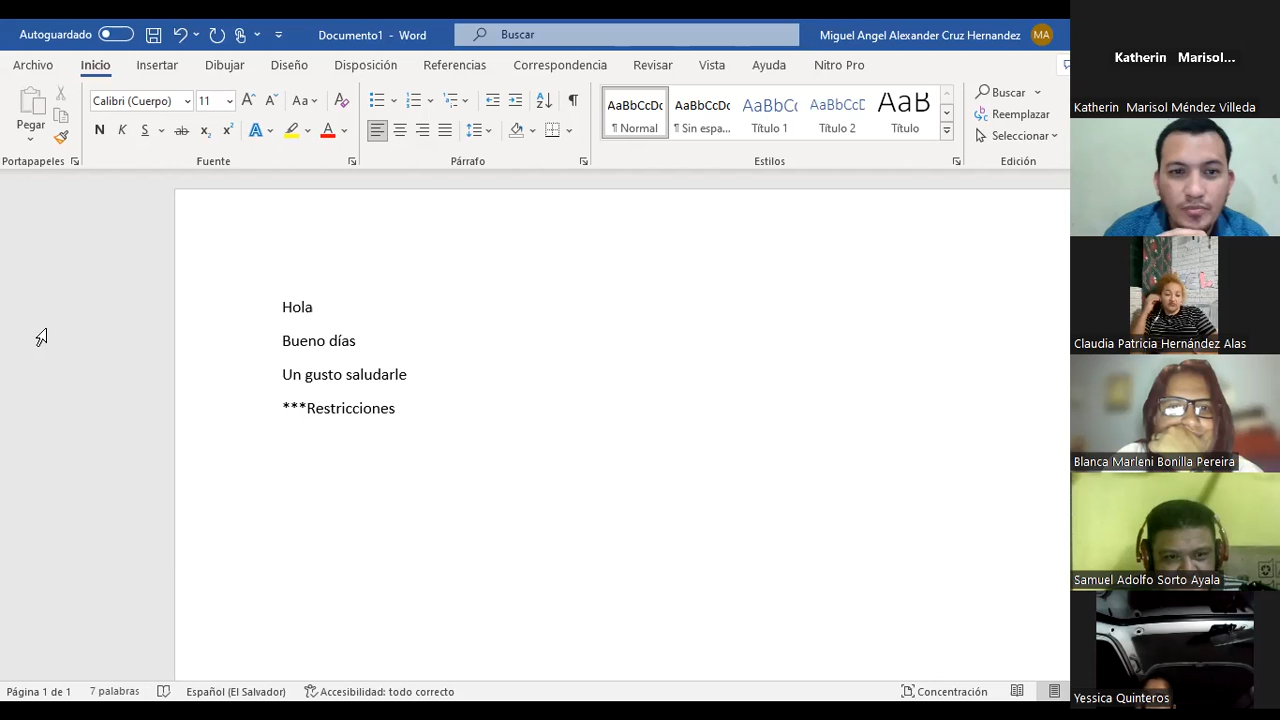 Autoguardado
Documento1 - Word
Buscar
Miguel Angel Alexander Cruz Hernandez
MA
Archivo Inicio Insertar Dibujar Diseño Disposición Referencias Correspondencia Revisar Vista Ayuda Nitro Pro
Pegar
Calibri (Cuerpo) 11
N K S ab x₂ x²
AaBbCcDc AaBbCcDc AaBbCc AaBbCcD AaB
¶ Normal ¶ Sin espa... Título 1 Título 2 Título
Buscar
Reemplazar
Seleccionar
Portapapeles Fuente Párrafo Estilos Edición
Hola
Bueno días
Un gusto saludarle
***Restricciones
Página 1 de 1 7 palabras Español (El Salvador) Accesibilidad: todo correcto Concentración
Katherin Marisol...
Katherin Marisol Méndez Villeda
Claudia Patricia Hernández Alas
Blanca Marleni Bonilla Pereira
Samuel Adolfo Sorto Ayala
Yessica Quinteros